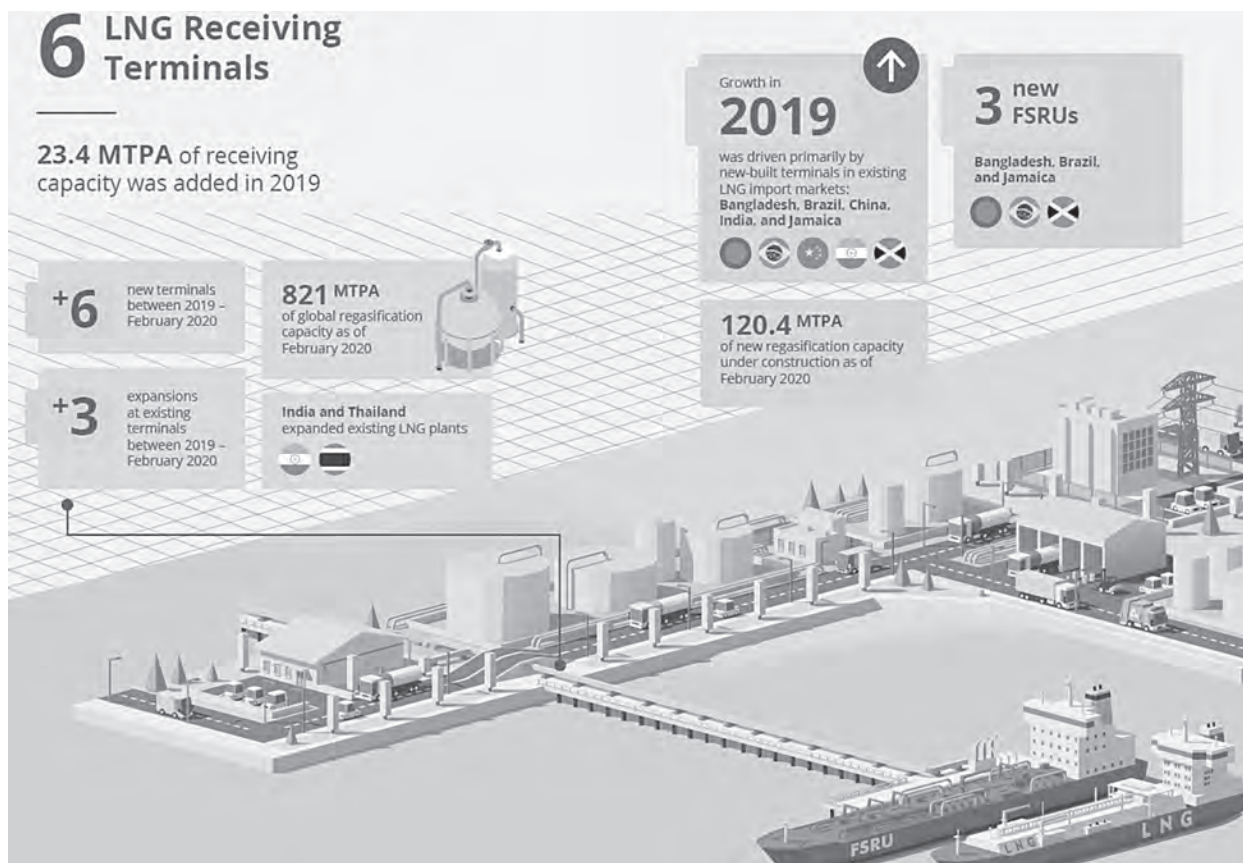 6 LNG Receiving
Terminals
23.4 MTPA of receiving
capacity was added in 2019
+6
new terminals
between 2019 –
February 2020
821 MTPA
of global regasification
capacity as of
February 2020
+3
expansions
at existing
terminals
between 2019 –
February 2020
India and Thailand
expanded existing LNG plants
Growth in
2019
was driven primarily by
new-built terminals in existing
LNG import markets:
Bangladesh, Brazil, China,
India, and Jamaica
3 new
FSRUs
Bangladesh, Brazil,
and Jamaica
120.4 MTPA
of new regasification capacity
under construction as of
February 2020
FSRU
LNG
LNG